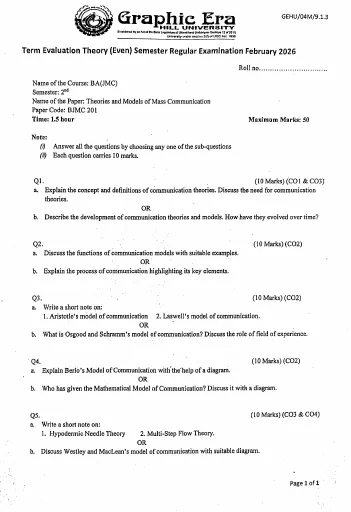 Graphic Era
HILL UNIVERSITY
GEHU/04M/9.1.3
Term Evaluation Theory (Even) Semester Regular Examination February 2026
Roll no.............................
Name of the Course: BA(JMC)
Semester: 2nd
Name of the Paper: Theories and Models of Mass Communication
Paper Code: BJMC 201
Time: 1.5 hour Maximum Marks: 50
Note:
(i) Answer all the questions by choosing any one of the sub-questions
(ii) Each question carries 10 marks.
Q1. (10 Marks) (CO1 & CO3)
a. Explain the concept and definitions of communication theories. Discuss the need for communication
theories.
OR
b. Describe the development of communication theories and models. How have they evolved over time?
Q2. (10 Marks) (CO2)
a. Discuss the functions of communication models with suitable examples.
OR
b. Explain the process of communication highlighting its key elements.
Q3. (10 Marks) (CO2)
a. Write a short note on:
1. Aristotle's model of communication 2. Laswell's model of communication.
OR
b. What is Osgood and Schramm's model of communication? Discuss the role of field of experience.
Q4. (10 Marks) (CO2)
a. Explain Berlo's Model of Communication with the help of a diagram.
OR
b. Who has given the Mathematical Model of Communication? Discuss it with a diagram.
Q5. (10 Marks) (CO3 & CO4)
a. Write a short note on:
1. Hypodermic Needle Theory 2. Multi-Step Flow Theory.
OR
b. Discuss Westley and MacLean's model of communication with suitable diagram.
Page 1 of 1